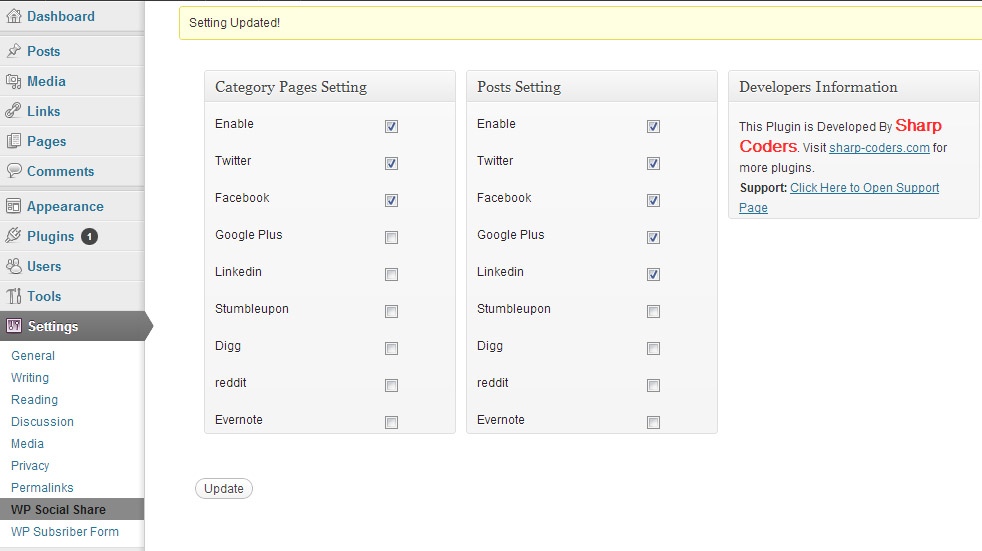 Dashboard
Posts
Media
Links
Pages
Comments
Appearance
Plugins 1
Users
Tools
Settings
General
Writing
Reading
Discussion
Media
Privacy
Permalinks
WP Social Share
WP Subsriber Form
Setting Updated!
Category Pages Setting
Enable
Twitter
Facebook
Google Plus
Linkedin
Stumbleupon
Digg
reddit
Evernote
Posts Setting
Enable
Twitter
Facebook
Google Plus
Linkedin
Stumbleupon
Digg
reddit
Evernote
Developers Information
This Plugin is Developed By Sharp
Coders. Visit sharp-coders.com for
more plugins.
Support: Click Here to Open Support
Page
Update